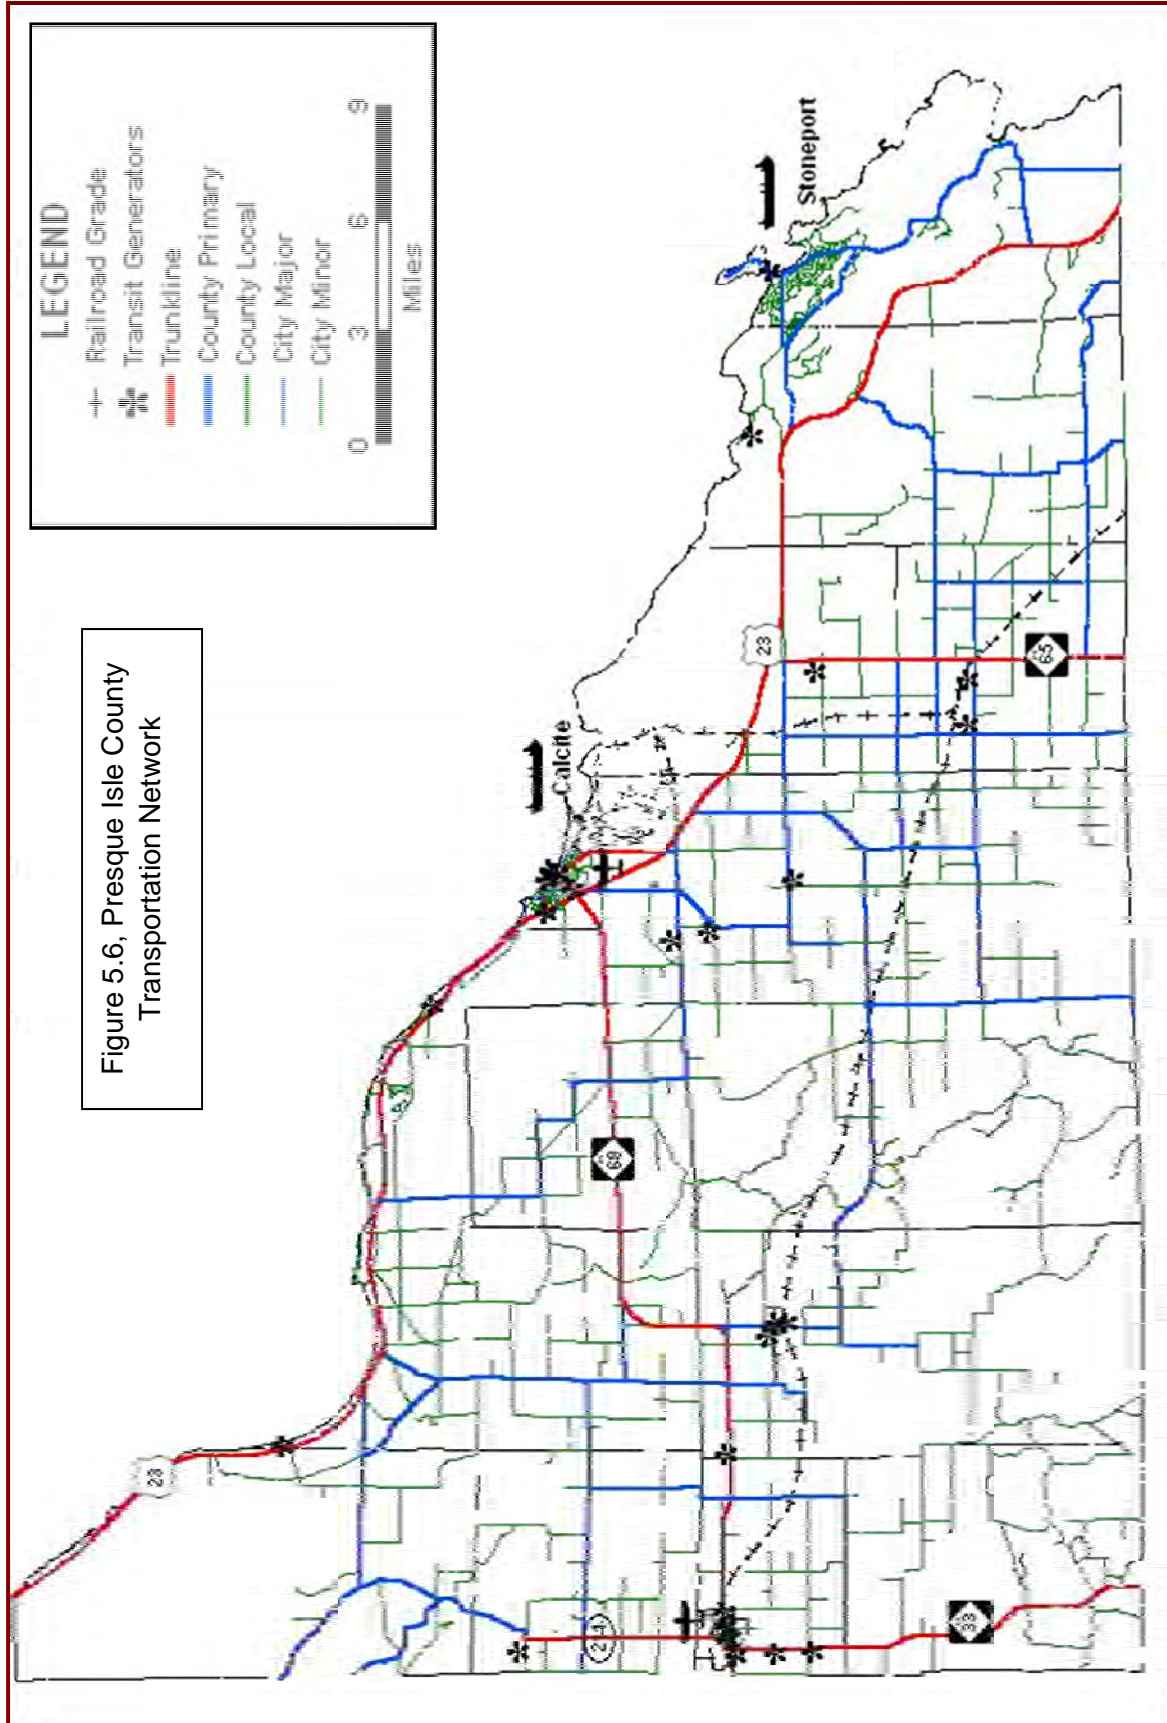 LEGEND
Railroad Grade
Transit Generators
Trunkline
County Primary
County Local
City Major
City Minor
0 3 6 9
Miles
Figure 5.6, Presque Isle County
Transportation Network
Stoneport
Calcite
23
23
65
68
211
33